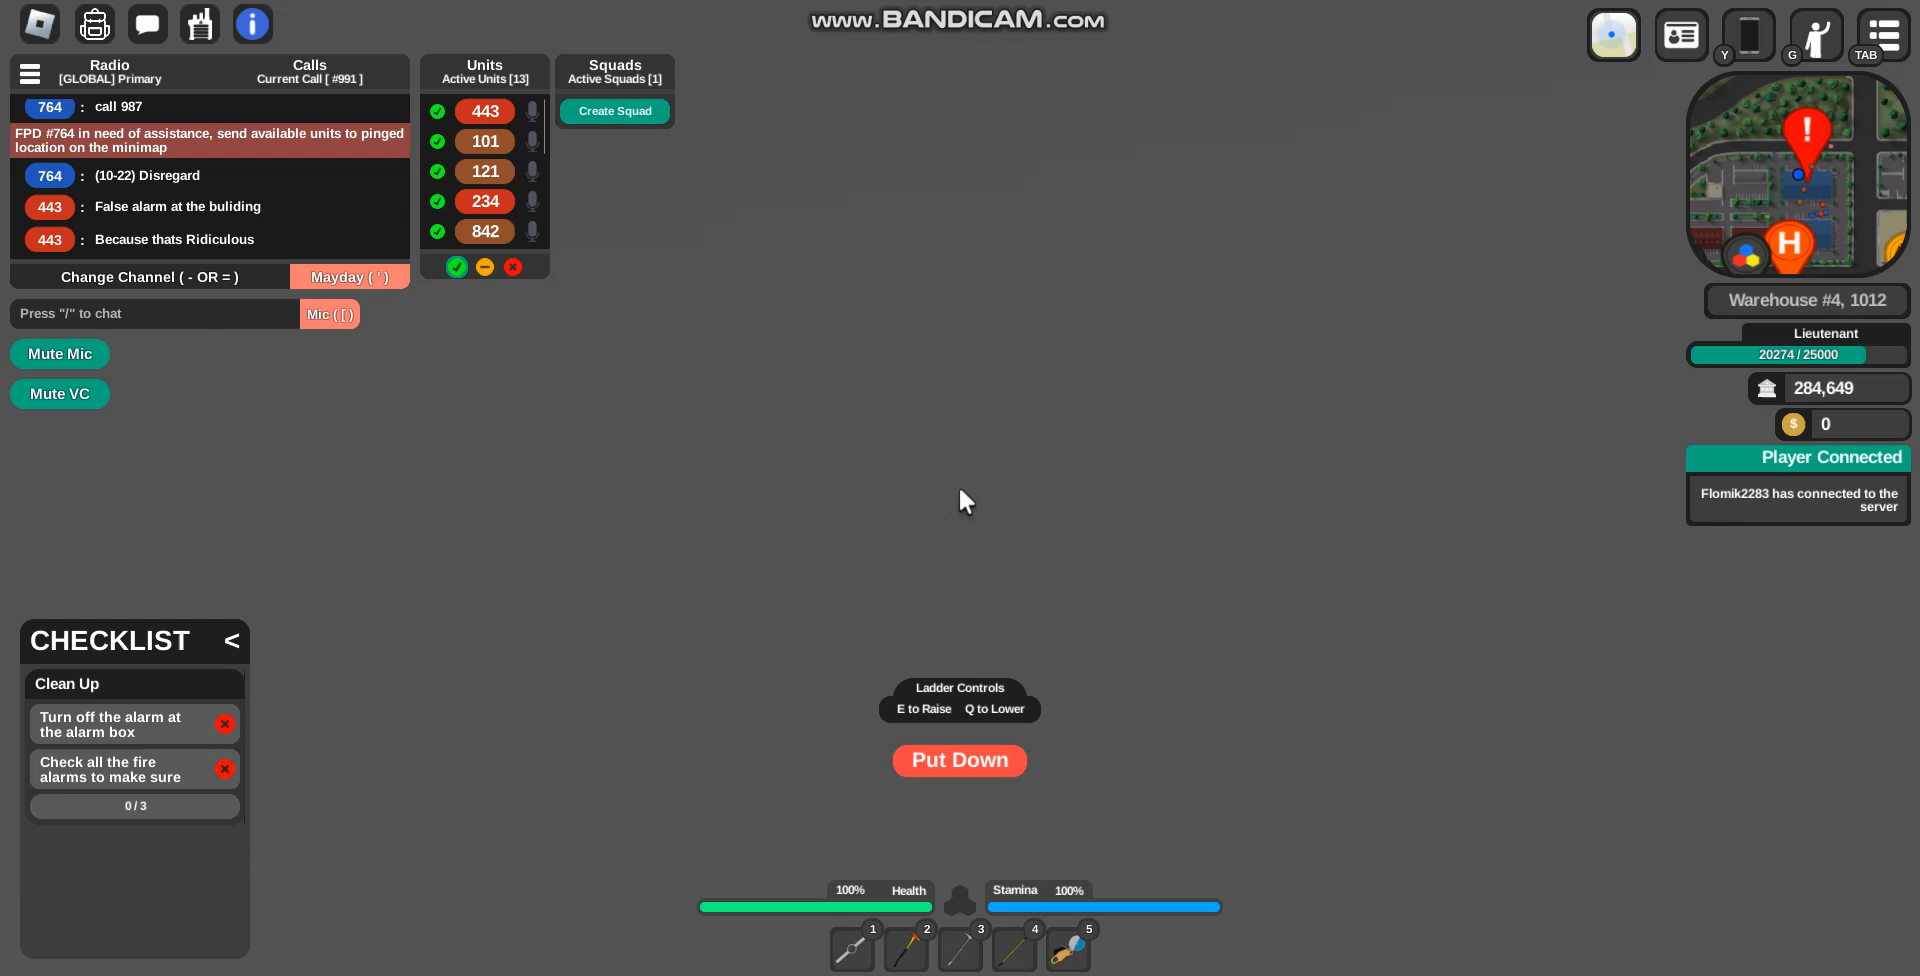 www.BANDICAM.com
Y
G
TAB
Radio
[GLOBAL] Primary
Calls
Current Call [ #991 ]
764 : call 987
FPD #764 in need of assistance, send available units to pinged
location on the minimap
764 : (10-22) Disregard
443 : False alarm at the buliding
443 : Because thats Ridiculous
Change Channel ( - OR = )
Mayday ( ' )
Press "/" to chat
Mic ( [ )
Mute Mic
Mute VC
Units
Active Units [13]
443
101
121
234
842
Squads
Active Squads [1]
Create Squad
!
H
Warehouse #4, 1012
Lieutenant
20274 / 25000
284,649
$ 0
Player Connected
Flomik2283 has connected to the
server
CHECKLIST <
Clean Up
Turn off the alarm at
the alarm box
Check all the fire
alarms to make sure
0 / 3
Ladder Controls
E to Raise Q to Lower
Put Down
100% Health
Stamina 100%
1
2
3
4
5